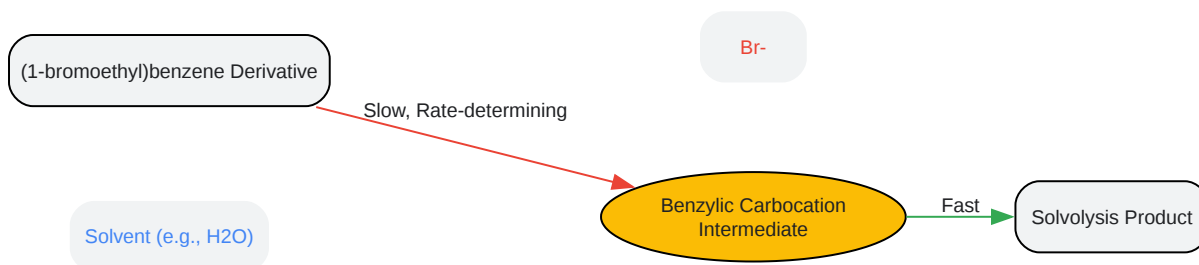 Br-
(1-bromoethyl)benzene Derivative
Slow, Rate-determining
Benzylic Carbocation
Intermediate
Fast
Solvolysis Product
Solvent (e.g., H2O)